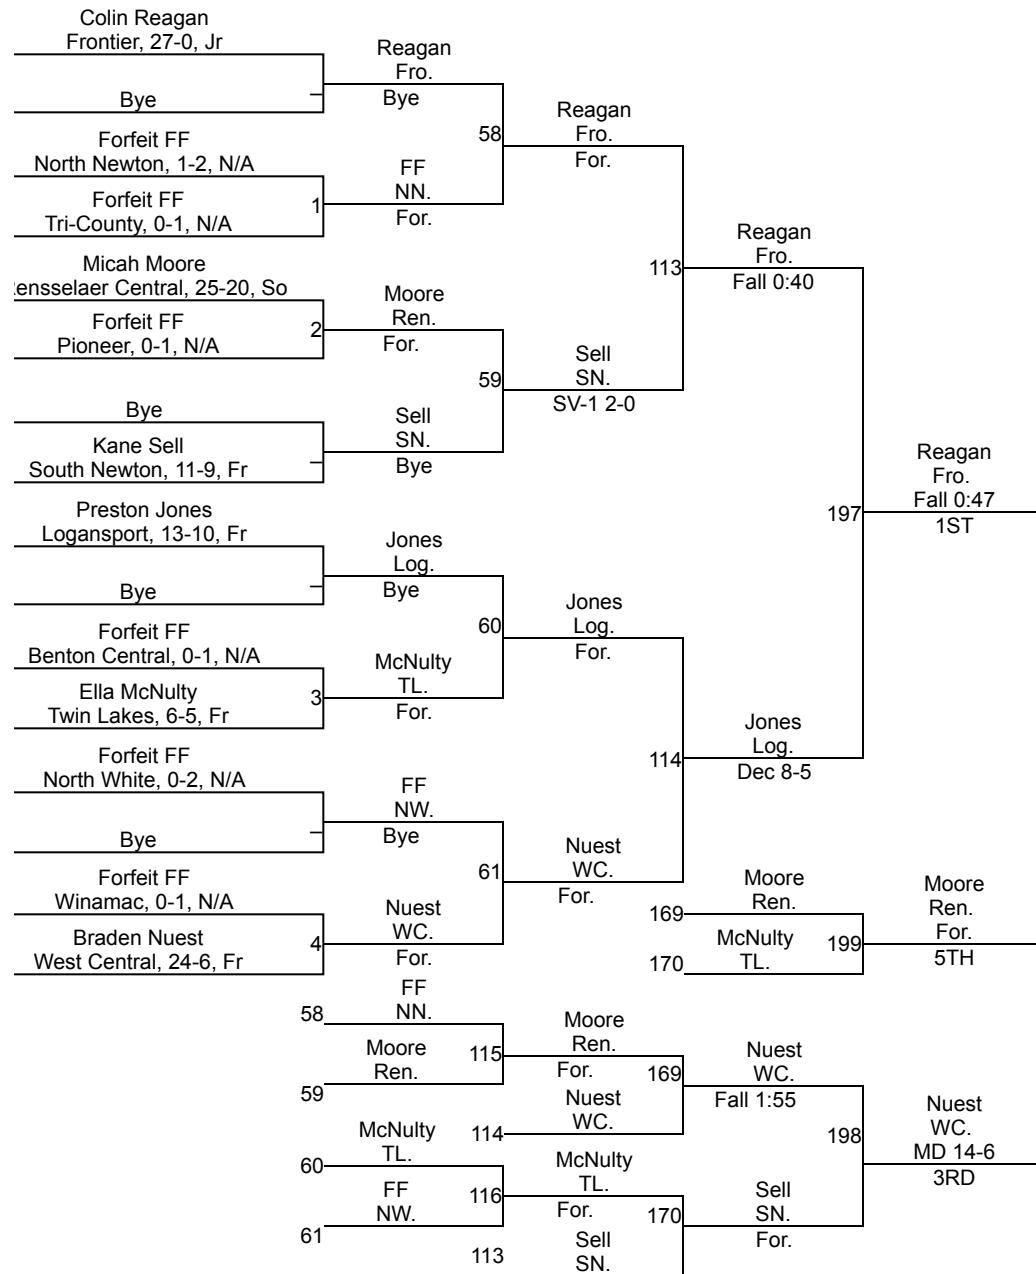 Colin Reagan
Frontier, 27-0, Jr
Bye
Forfeit FF
North Newton, 1-2, N/A
Forfeit FF
Tri-County, 0-1, N/A
1
Micah Moore
Rensselaer Central, 25-20, So
Forfeit FF
Pioneer, 0-1, N/A
2
Bye
Kane Sell
South Newton, 11-9, Fr
Preston Jones
Logansport, 13-10, Fr
Bye
Forfeit FF
Benton Central, 0-1, N/A
Ella McNulty
Twin Lakes, 6-5, Fr
3
Forfeit FF
North White, 0-2, N/A
Bye
Forfeit FF
Winamac, 0-1, N/A
Braden Nuest
West Central, 24-6, Fr
4
Reagan
Fro.
Bye
58
FF
NN.
For.
Moore
Ren.
For.
59
Sell
SN.
Bye
Jones
Log.
Bye
60
McNulty
TL.
For.
FF
NW.
Bye
61
Nuest
WC.
For.
Reagan
Fro.
For.
113
Sell
SN.
SV-1 2-0
Jones
Log.
For.
114
Nuest
WC.
For.
Reagan
Fro.
Fall 0:40
197
Jones
Log.
Dec 8-5
Reagan
Fro.
Fall 0:47
1ST
169
Moore
Ren.
170
McNulty
TL.
199
Moore
Ren.
For.
5TH
58
FF
NN.
59
Moore
Ren.
115
Moore
Ren.
For.
114
Nuest
WC.
169
Nuest
WC.
Fall 1:55
60
McNulty
TL.
61
FF
NW.
116
McNulty
TL.
For.
113
Sell
SN.
170
Sell
SN.
For.
198
Nuest
WC.
MD 14-6
3RD